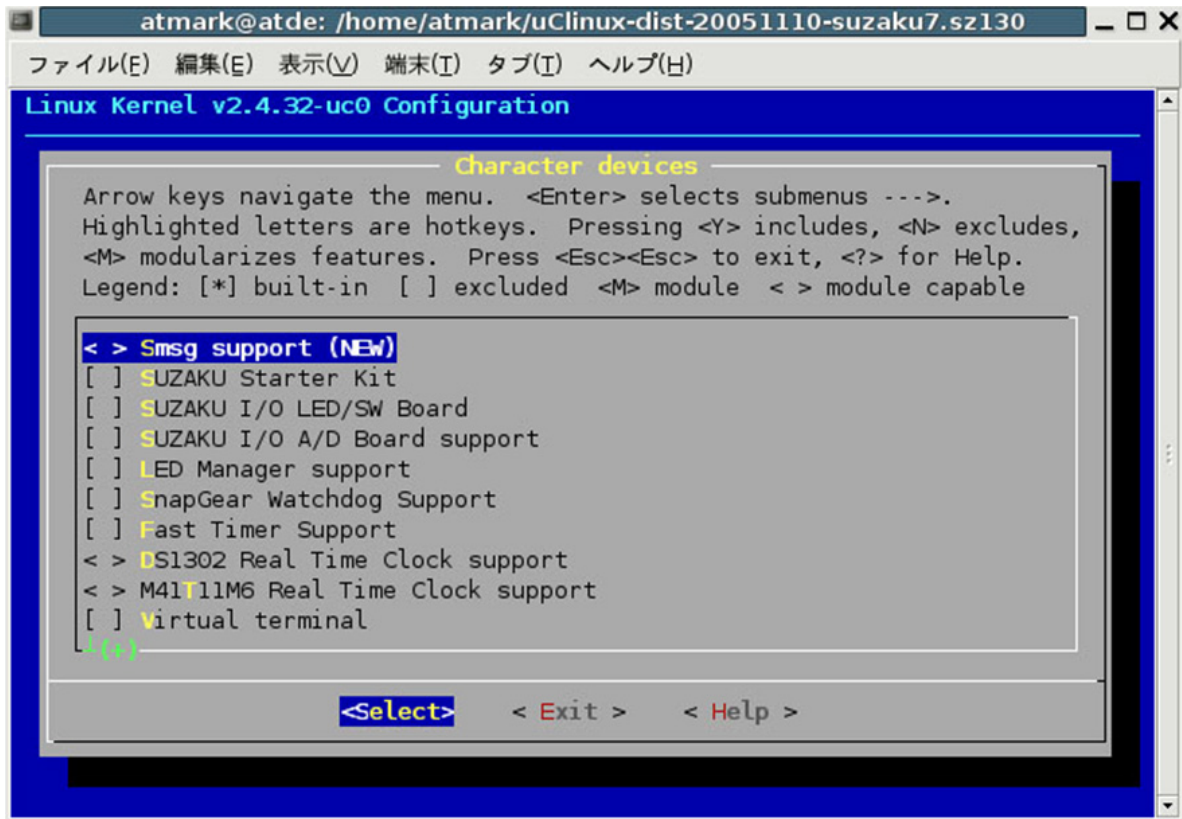 atmark@atde: /home/atmark/uClinux-dist-20051110-suzaku7.sz130
ファイル(F) 編集(E) 表示(V) 端末(T) タブ(T) ヘルプ(H)
Linux Kernel v2.4.32-uc0 Configuration
Character devices
Arrow keys navigate the menu.  <Enter> selects submenus --->.
Highlighted letters are hotkeys.  Pressing <Y> includes, <N> excludes,
<M> modularizes features.  Press <Esc><Esc> to exit, <?> for Help.
Legend: [*] built-in  [ ] excluded  <M> module  < > module capable
< > Smsg support (NEW)
[ ] SUZAKU Starter Kit
[ ] SUZAKU I/O LED/SW Board
[ ] SUZAKU I/O A/D Board support
[ ] LED Manager support
[ ] SnapGear Watchdog Support
[ ] Fast Timer Support
< > DS1302 Real Time Clock support
< > M41T11M6 Real Time Clock support
[ ] Virtual terminal
┴(+)
<Select>    < Exit >    < Help >